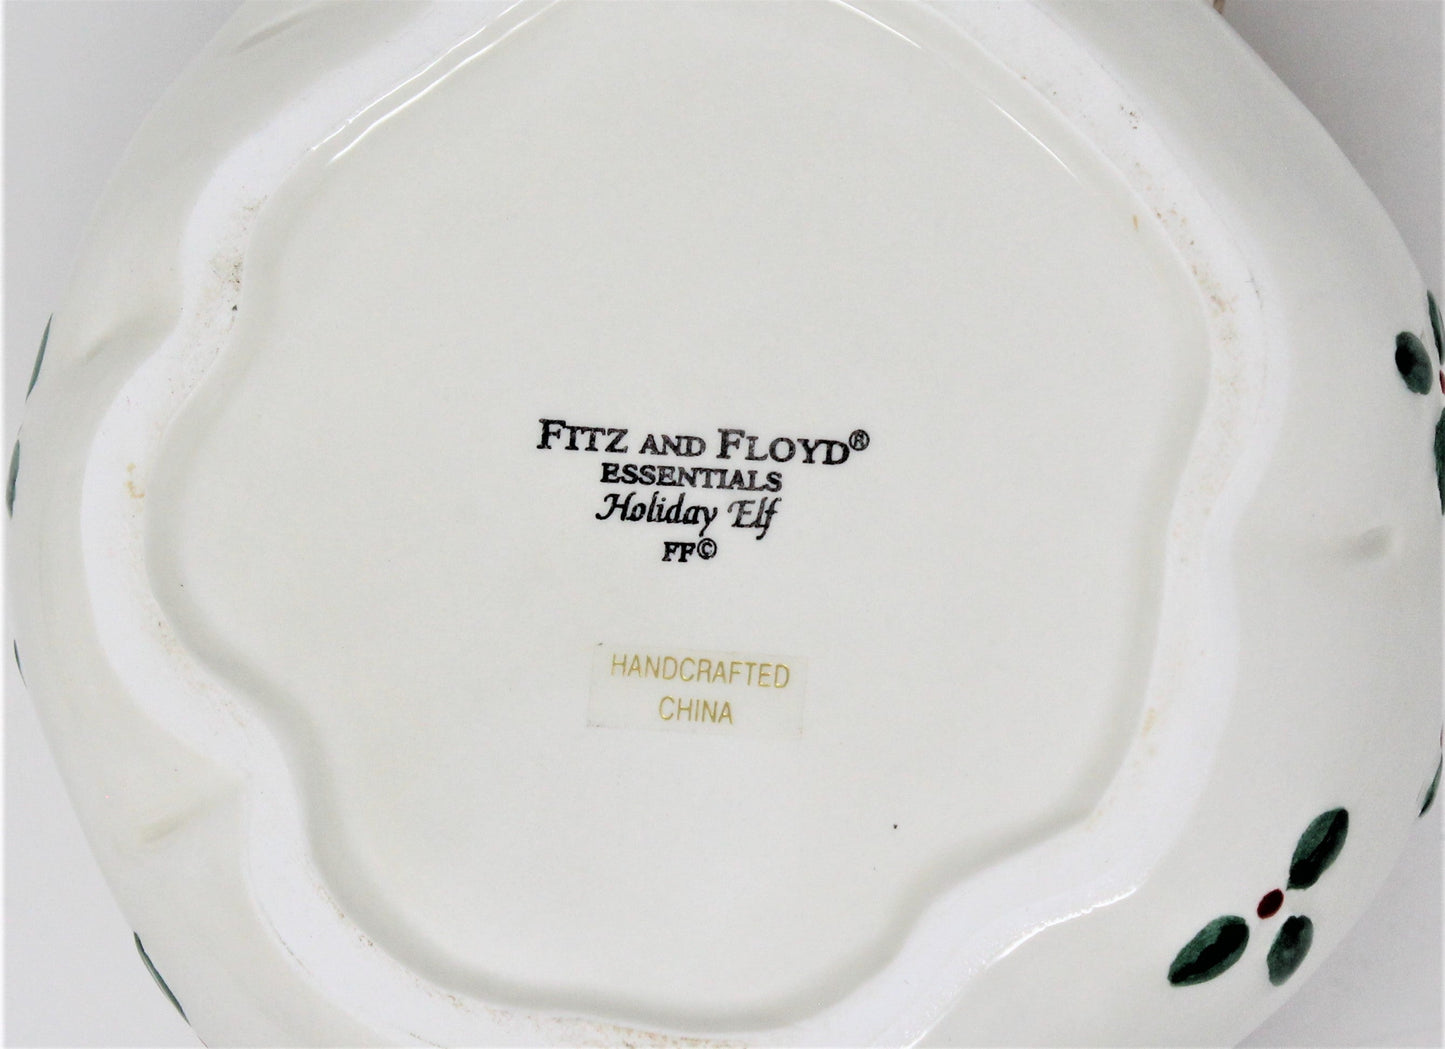 FITZ AND FLOYD®
ESSENTIALS
Holiday Elf
FF©
HANDCRAFTED
CHINA